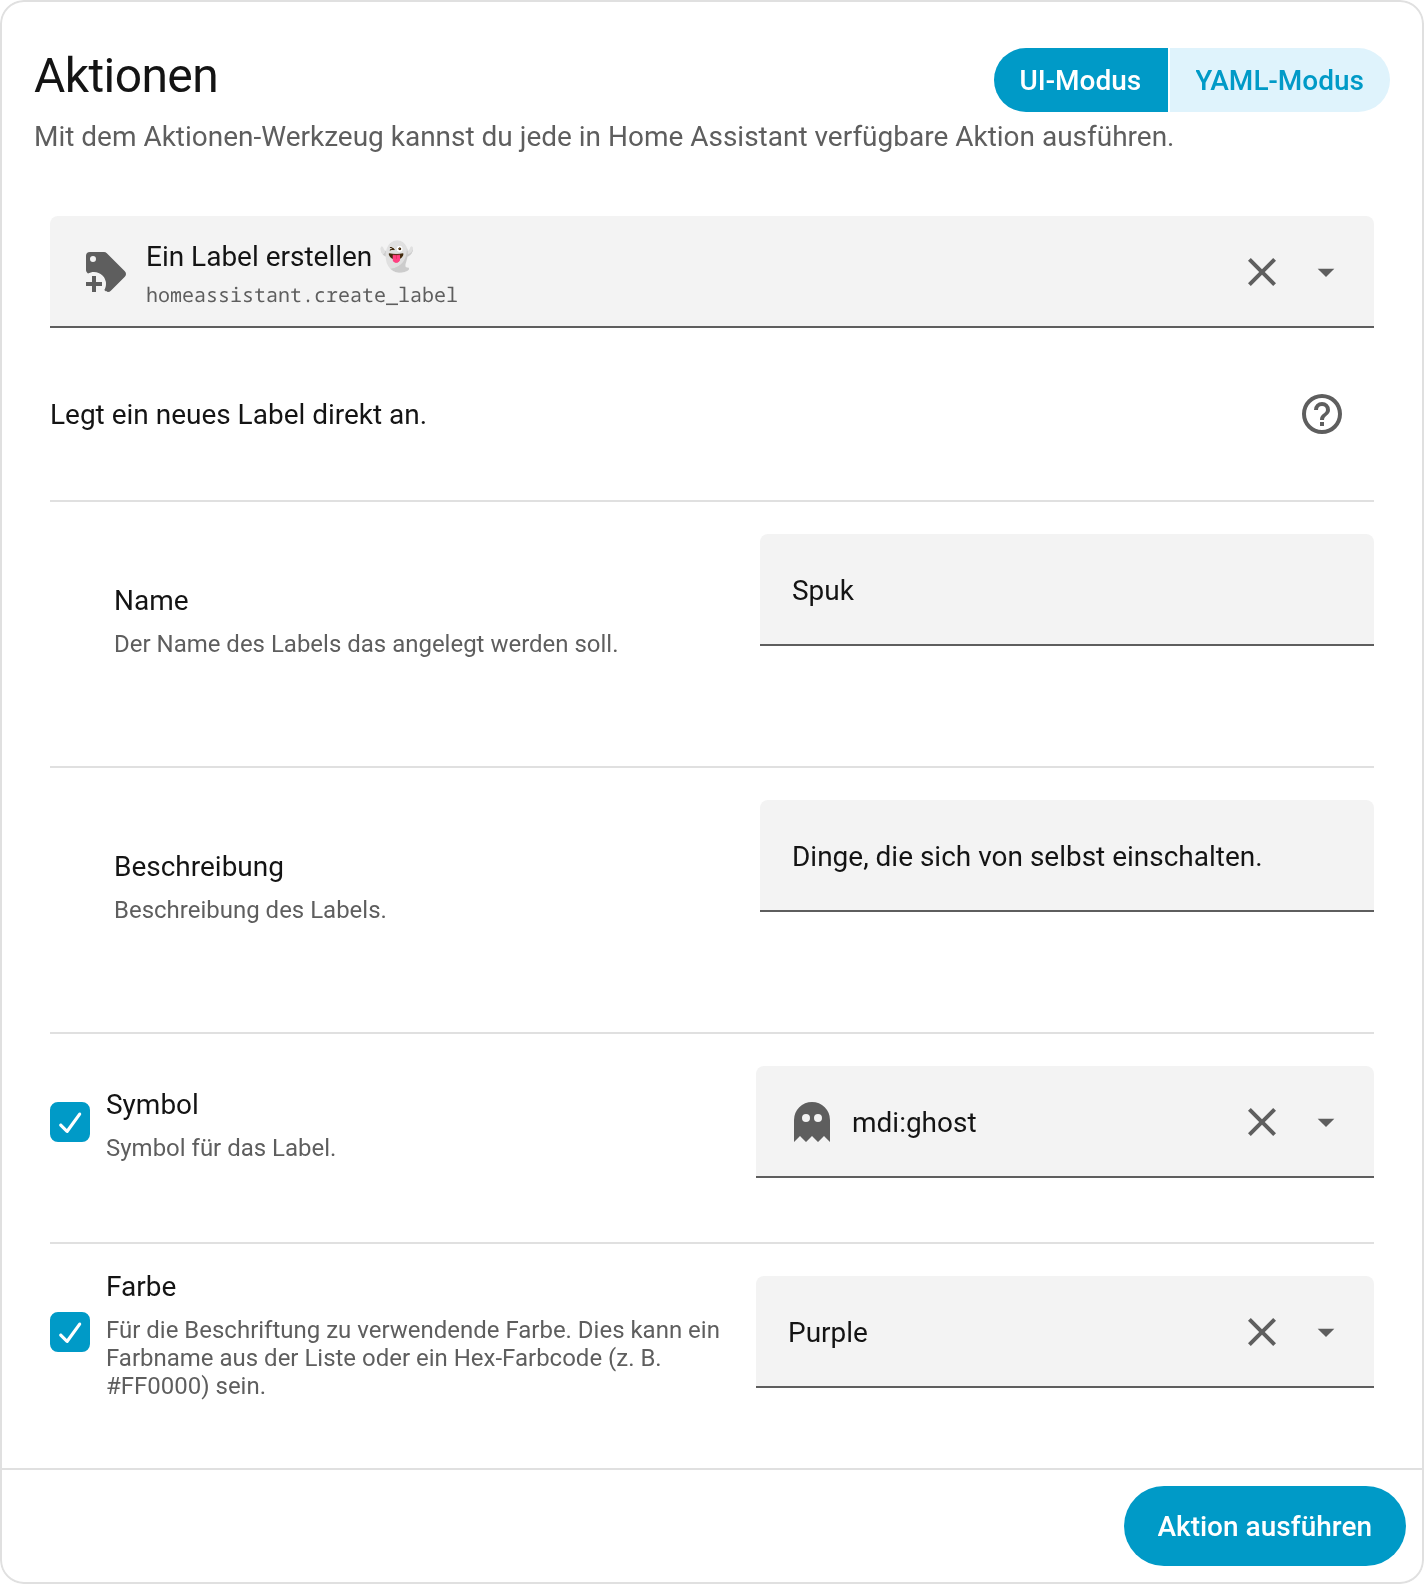 Aktionen
UI-Modus
YAML-Modus
Mit dem Aktionen-Werkzeug kannst du jede in Home Assistant verfügbare Aktion ausführen.
Ein Label erstellen 👻
homeassistant.create_label
Legt ein neues Label direkt an.
Name
Der Name des Labels das angelegt werden soll.
Spuk
Beschreibung
Beschreibung des Labels.
Dinge, die sich von selbst einschalten.
Symbol
Symbol für das Label.
mdi:ghost
Farbe
Für die Beschriftung zu verwendende Farbe. Dies kann ein
Farbname aus der Liste oder ein Hex-Farbcode (z. B.
#FF0000) sein.
Purple
Aktion ausführen